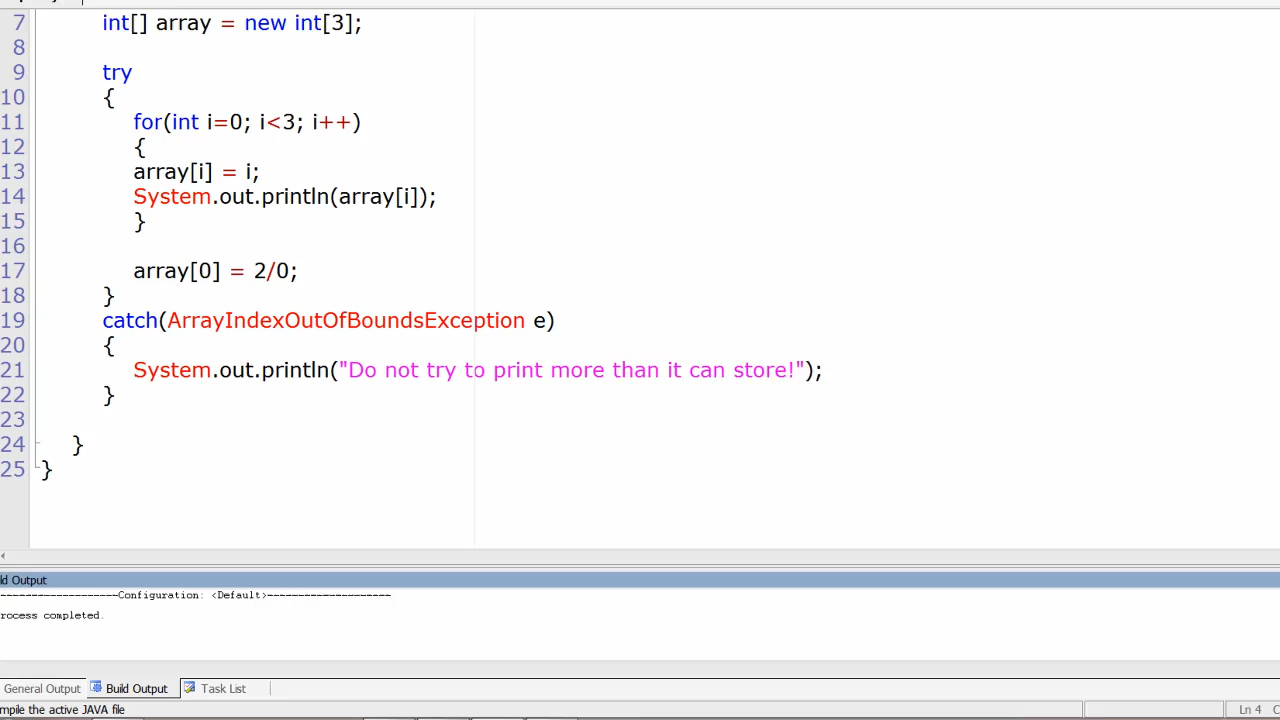 7 int[] array = new int[3];
8
9 try
10 {
11 for(int i=0; i<3; i++)
12 {
13 array[i] = i;
14 System.out.println(array[i]);
15 }
16
17 array[0] = 2/0;
18 }
19 catch(ArrayIndexOutOfBoundsException e)
20 {
21 System.out.println("Do not try to print more than it can store!");
22 }
23
24 }
25 }
ld Output
--------------------Configuration: <Default>--------------------
rocess completed.
General Output Build Output Task List
mpile the active JAVA file Ln 4 C